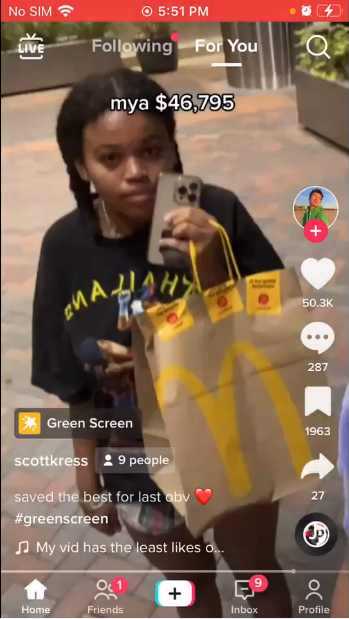 No SIM
5:51 PM
LIVE
Following
For You
mya $46,795
50.3K
287
1963
27
Green Screen
scottkress
9 people
saved the best for last obv ❤️
#greenscreen
My vid has the least likes o...
Home
Friends
1
Inbox
9
Profile